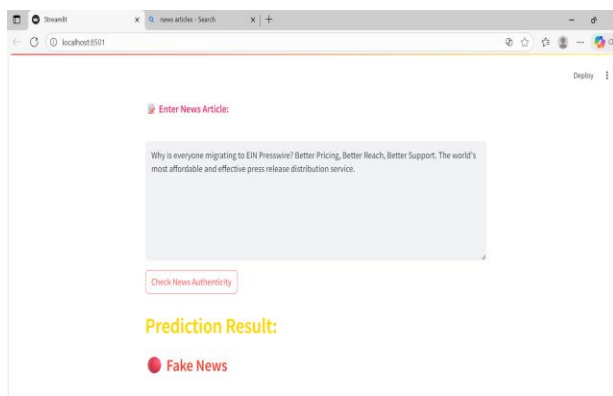 Streamlit
news articles - Search
localhost:8501
Deploy
Enter News Article:
Why is everyone migrating to EIN Presswire? Better Pricing, Better Reach, Better Support. The world's
most affordable and effective press release distribution service.
Check News Authenticity
Prediction Result:
Fake News